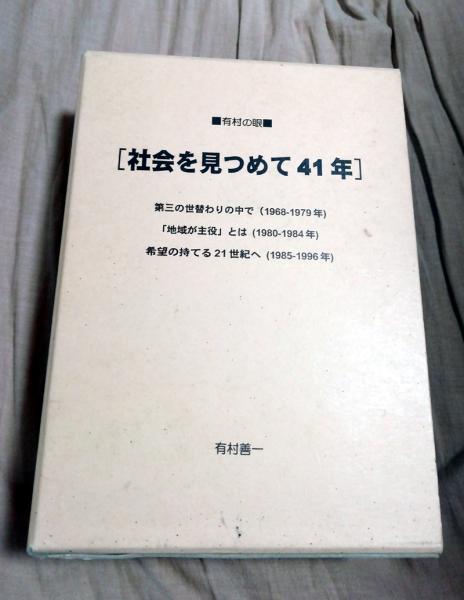 ■有村の眼■
[社会を見つめて41年]
第三の世替わりの中で (1968-1979年)
「地域が主役」とは (1980-1984年)
希望の持てる21世紀へ (1985-1996年)
有村善一